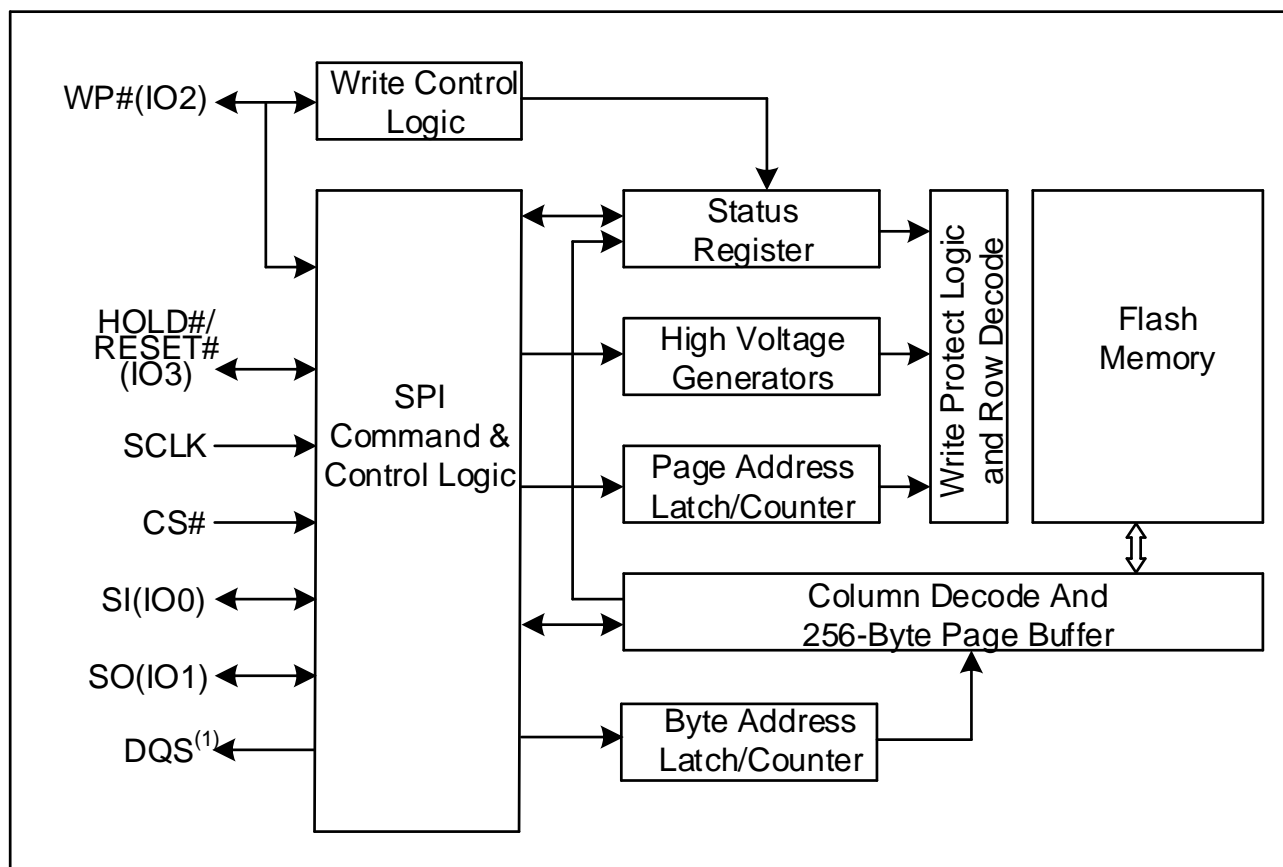 WP#(IO2)
Write Control
Logic
HOLD#/
RESET#
(IO3)
SCLK
CS#
SI(IO0)
SO(IO1)
DQS(1)
SPI
Command &
Control Logic
Status
Register
High Voltage
Generators
Page Address
Latch/Counter
Write Protect Logic
and Row Decode
Flash
Memory
Column Decode And
256-Byte Page Buffer
Byte Address
Latch/Counter